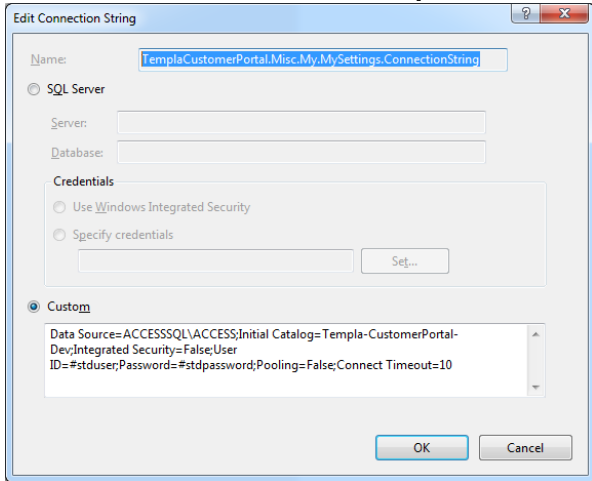 Edit Connection String
Name: TemplaCustomerPortal.Misc.My.MySettings.ConnectionString
SQL Server
Server:
Database:
Credentials
Use Windows Integrated Security
Specify credentials
Set...
Custom
Data Source=ACCESSSQL\ACCESS;Initial Catalog=Templa-CustomerPortal-
Dev;Integrated Security=False;User
ID=#stduser;Password=#stdpassword;Pooling=False;Connect Timeout=10
OK Cancel